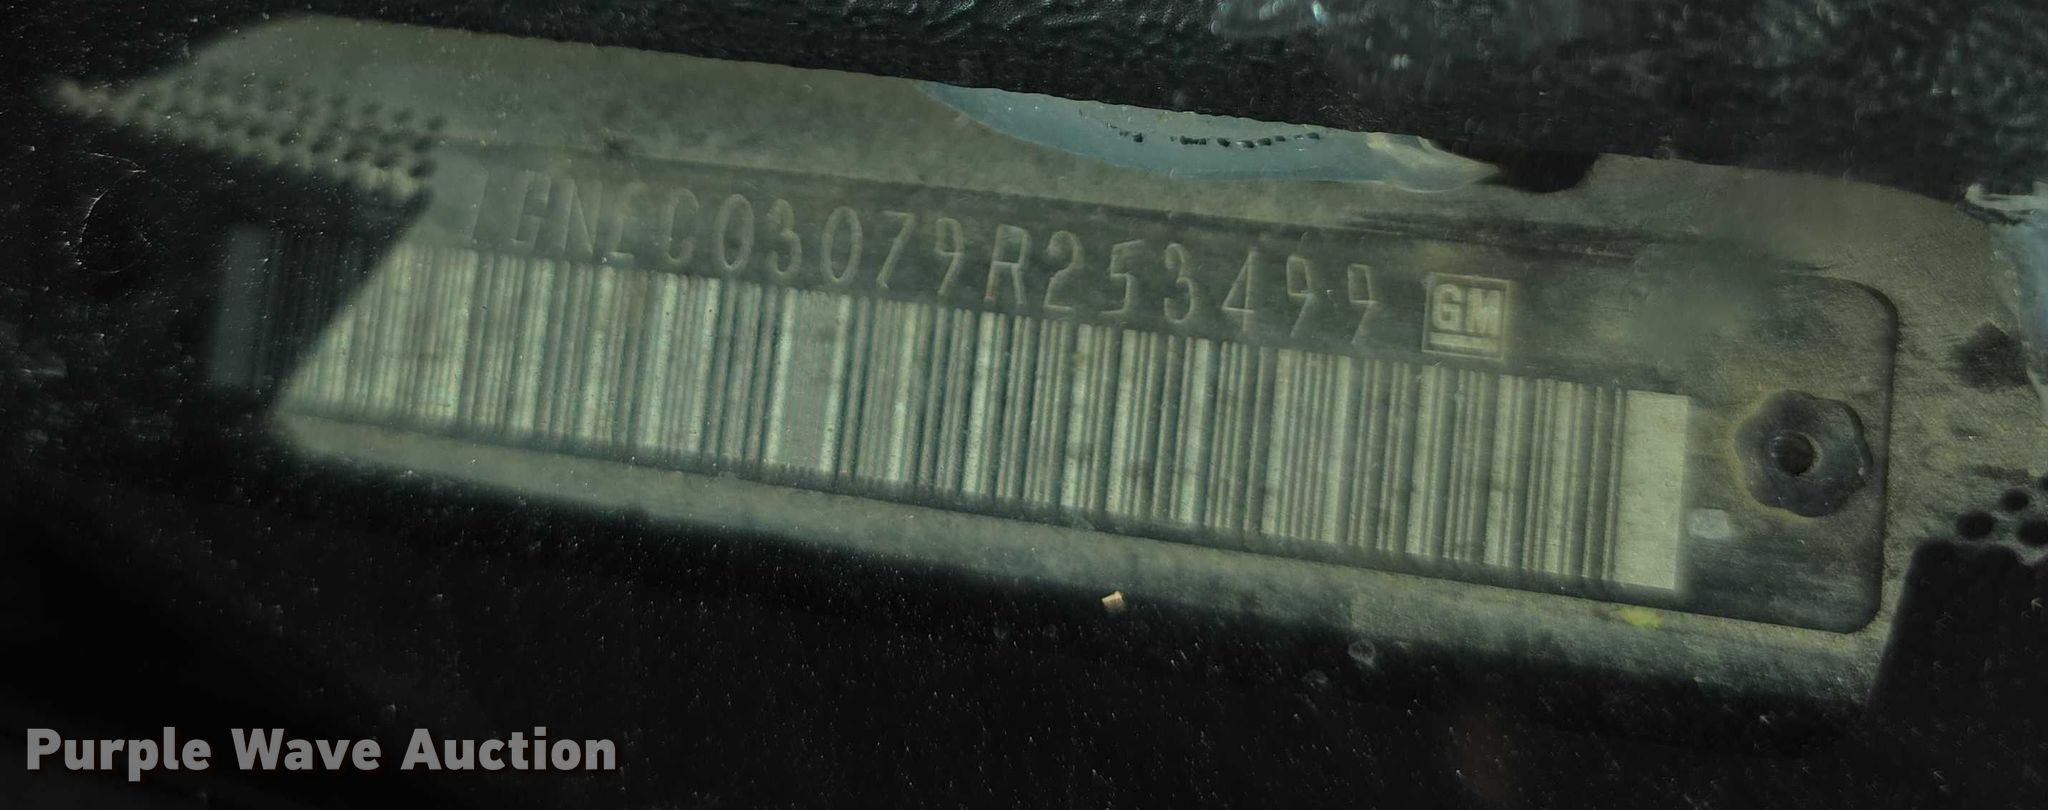 1GNEC03079R253499 GM
Purple Wave Auction